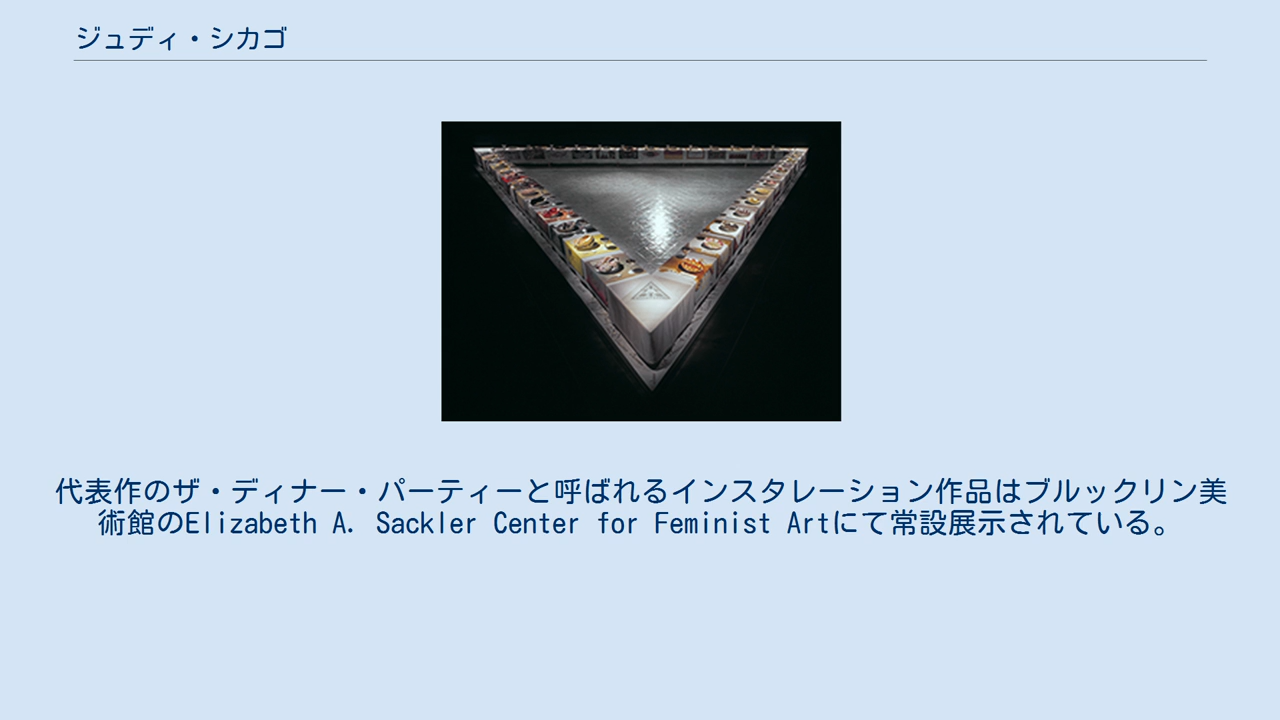 ジュディ・シカゴ
代表作のザ・ディナー・パーティーと呼ばれるインスタレーション作品はブルックリン美
術館のElizabeth A. Sackler Center for Feminist Artにて常設展示されている。